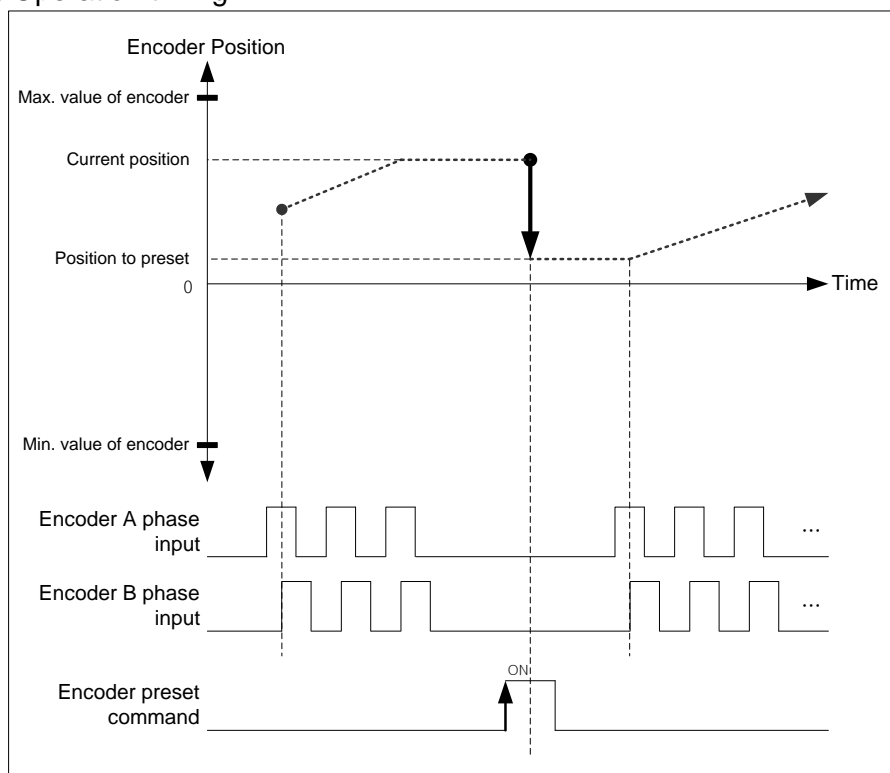 Encoder Position
Max. value of encoder
Current position
Position to preset
0
Time
Min. value of encoder
Encoder A phase
input
...
Encoder B phase
input
...
ON
Encoder preset
command